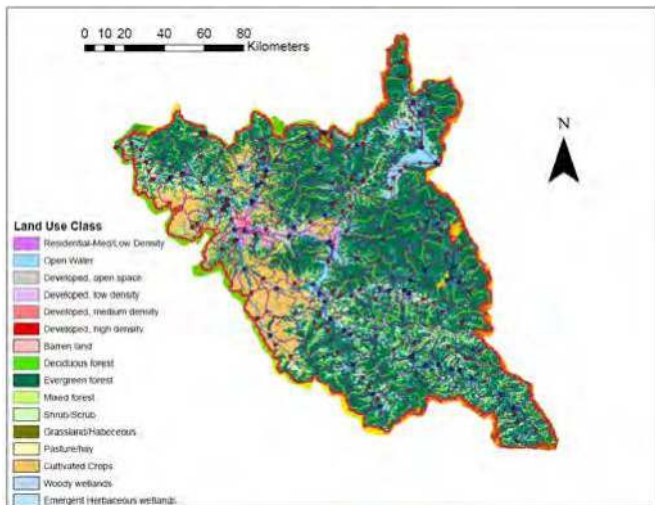 0 10 20 40 60 80
Kilometers
N
Land Use Class
Residential-Med/Low Density
Open Water
Developed, open space
Developed, low density
Developed, medium density
Developed, high density
Barren land
Deciduous forest
Evergreen forest
Mixed forest
Shrub/Scrub
Grassland/Habeceous
Pasture/hay
Cultivated Crops
Woody wetlands
Emergent Herbaceous wetlands